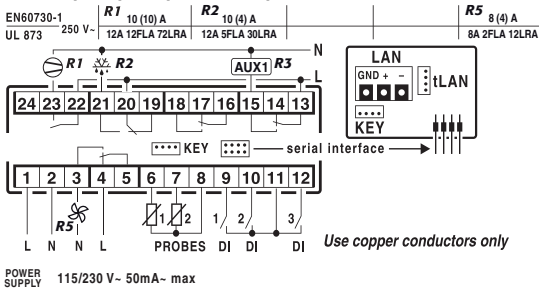 EN60730-1 250 V~ R1 10 (10) A R2 10 (4) A R5 8 (4) A
UL 873 12A 12FLA 72LRA 12A 5FLA 30LRA 8A 2FLA 12LRA
R1 R2 AUX1 R3 N
L
24 23 22 21 20 19 18 17 16 15 14 13
LAN
GND + -
tLAN
KEY
KEY serial interface
1 2 3 4 5 6 7 8 9 10 11 12
R5 1 2 1 2 3
L N N L PROBES DI DI DI
Use copper conductors only
POWER SUPPLY 115/230 V~ 50mA~ max